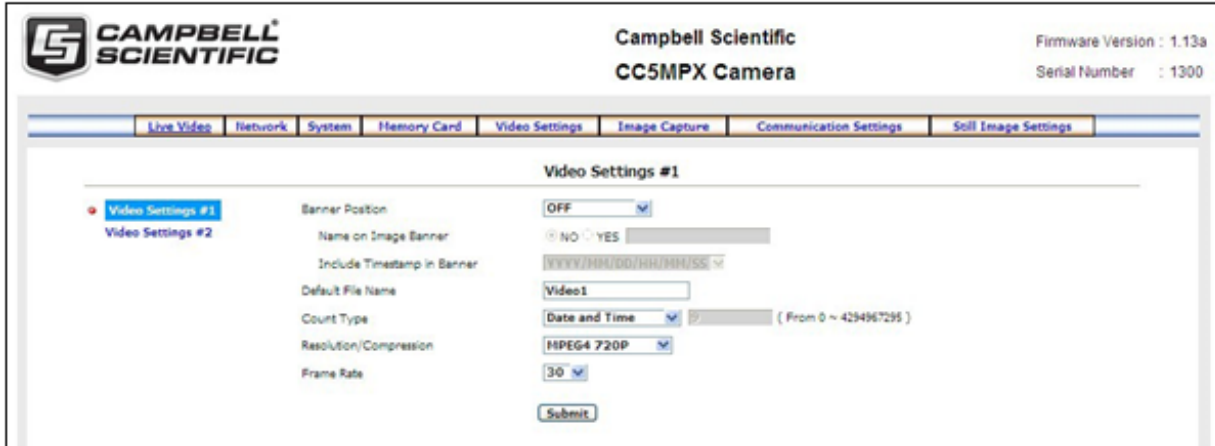 CAMPBELL®
SCIENTIFIC
Campbell Scientific
CC5MPX Camera
Firmware Version : 1.13a
Serial Number : 1300
Live Video Network System Memory Card Video Settings Image Capture Communication Settings Still Image Settings
Video Settings #1
Video Settings #1
Video Settings #2
Banner Position OFF
Name on Image Banner NO YES
Include Timestamp in Banner YYYY/MM/DD/HH/MM/SS
Default File Name Video1
Count Type Date and Time ( From 0 ~ 4294967295 )
Resolution/Compression MPEG4 720P
Frame Rate 30
Submit